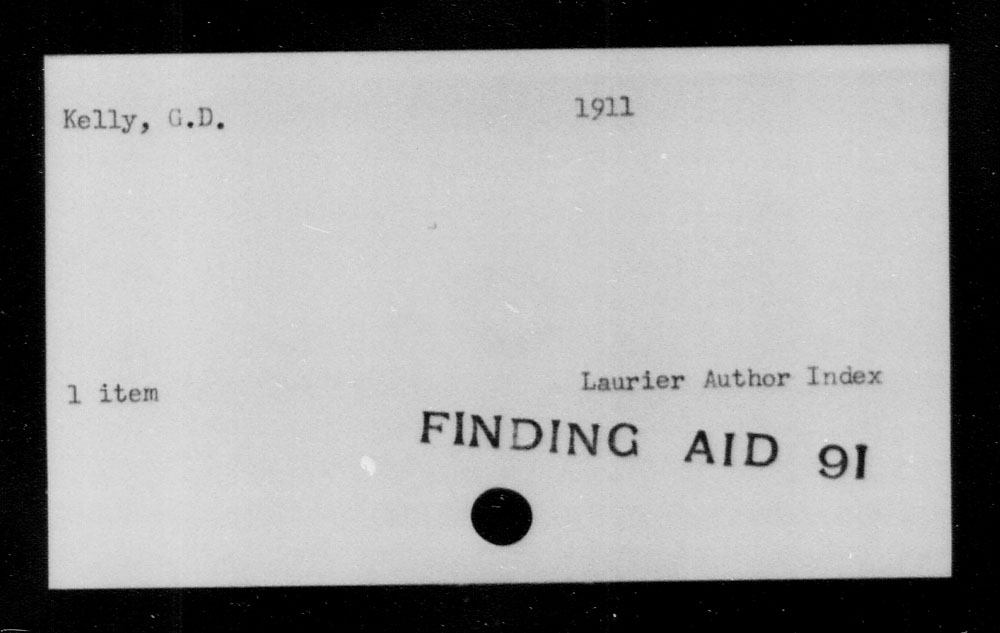 Kelly, G.D. 1911
1 item Laurier Author Index
FINDING AID 91